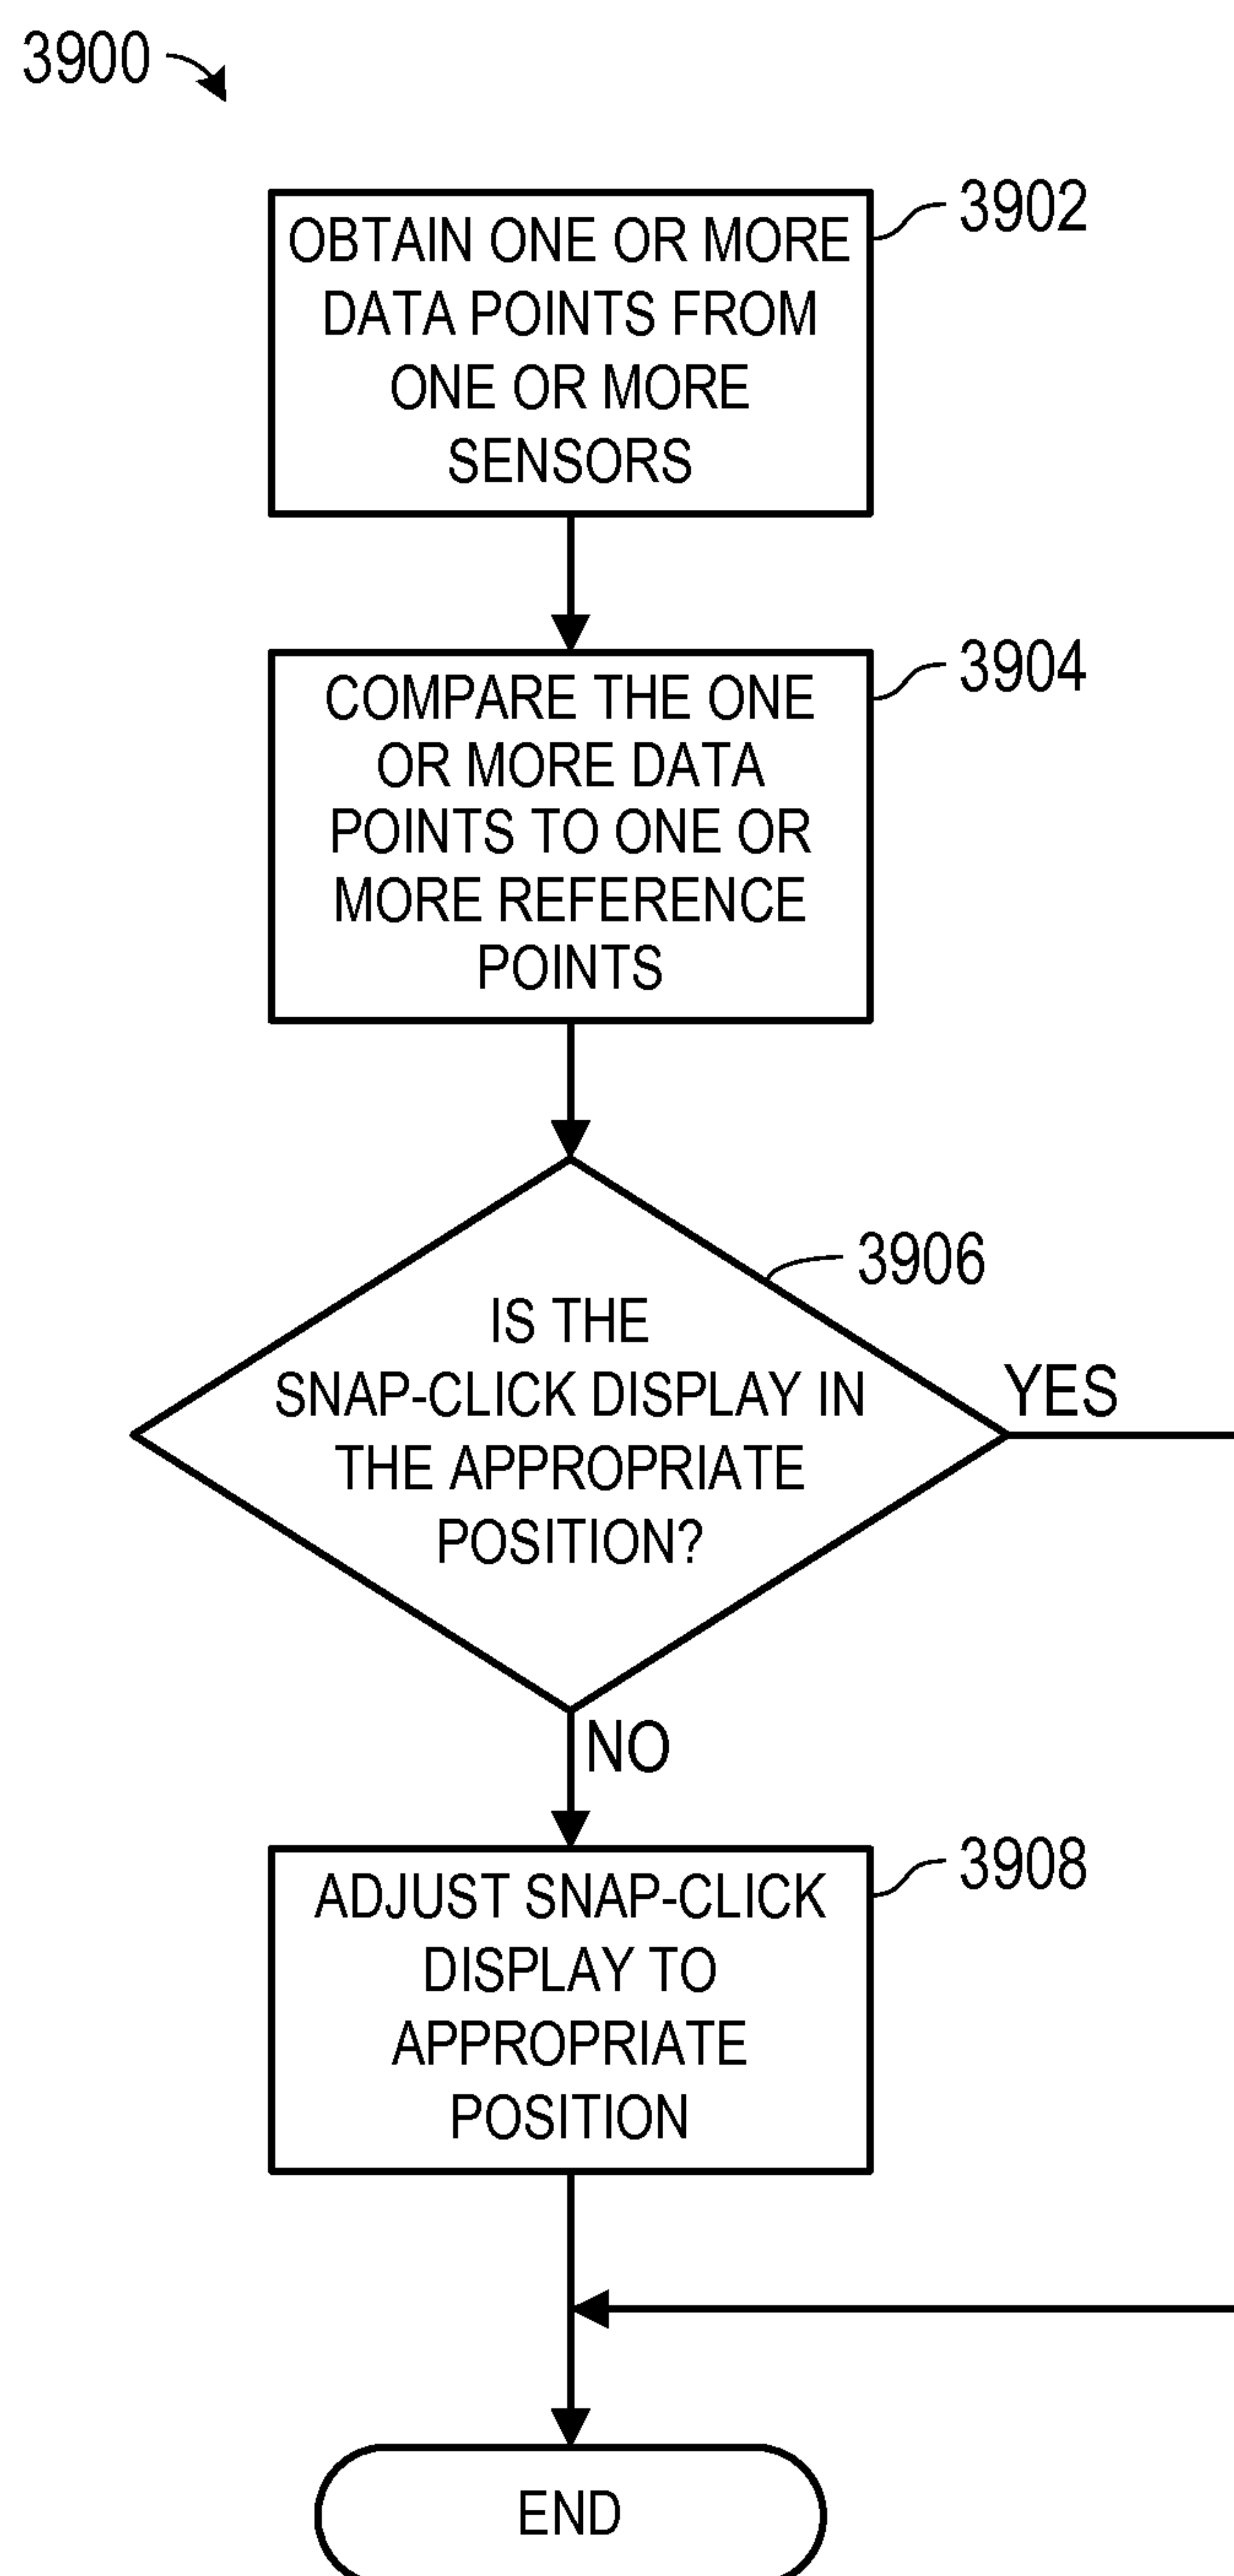 3900
3902
OBTAIN ONE OR MORE
DATA POINTS FROM
ONE OR MORE
SENSORS
3904
COMPARE THE ONE
OR MORE DATA
POINTS TO ONE OR
MORE REFERENCE
POINTS
3906
IS THE
SNAP-CLICK DISPLAY IN
THE APPROPRIATE
POSITION?
YES
NO
3908
ADJUST SNAP-CLICK
DISPLAY TO
APPROPRIATE
POSITION
END